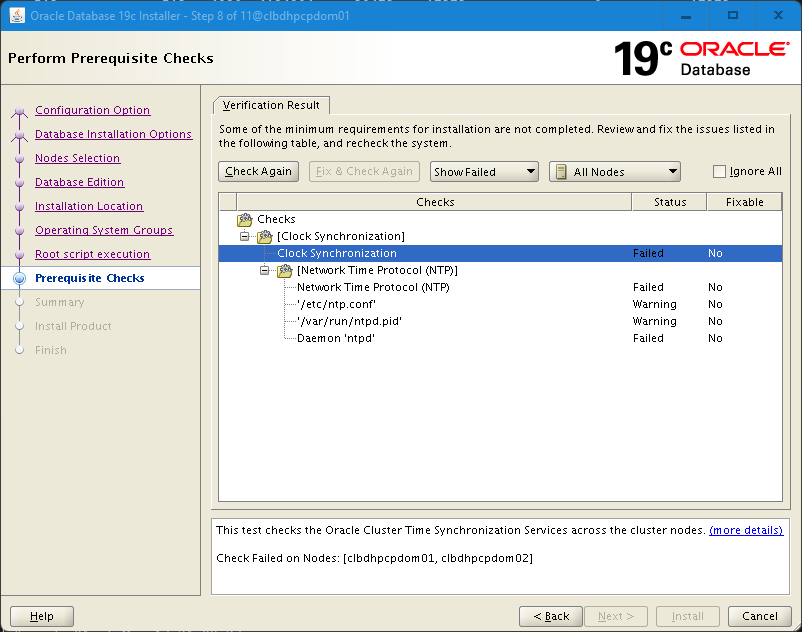 Oracle Database 19c Installer - Step 8 of 11@clbdhpcpdom01
Perform Prerequisite Checks
19c ORACLE
Database
Configuration Option
Database Installation Options
Nodes Selection
Database Edition
Installation Location
Operating System Groups
Root script execution
Prerequisite Checks
Summary
Install Product
Finish
Verification Result
Some of the minimum requirements for installation are not completed. Review and fix the issues listed in
the following table, and recheck the system.
Check Again Fix & Check Again Show Failed All Nodes Ignore All
Checks Status Fixable
Checks
[Clock Synchronization]
Clock Synchronization Failed No
[Network Time Protocol (NTP)]
Network Time Protocol (NTP) Failed No
'/etc/ntp.conf' Warning No
'/var/run/ntpd.pid' Warning No
Daemon 'ntpd' Failed No
This test checks the Oracle Cluster Time Synchronization Services across the cluster nodes. (more details)
Check Failed on Nodes: [clbdhpcpdom01, clbdhpcpdom02]
Help < Back Next > Install Cancel